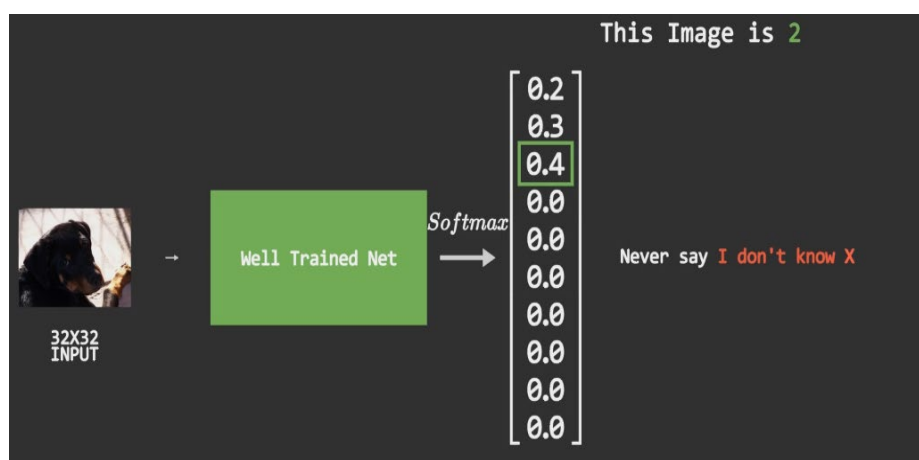 This Image is 2
0.2
0.3
0.4
0.0
0.0
0.0
0.0
0.0
0.0
0.0
Softmax
Well Trained Net
Never say I don't know X
32X32
INPUT